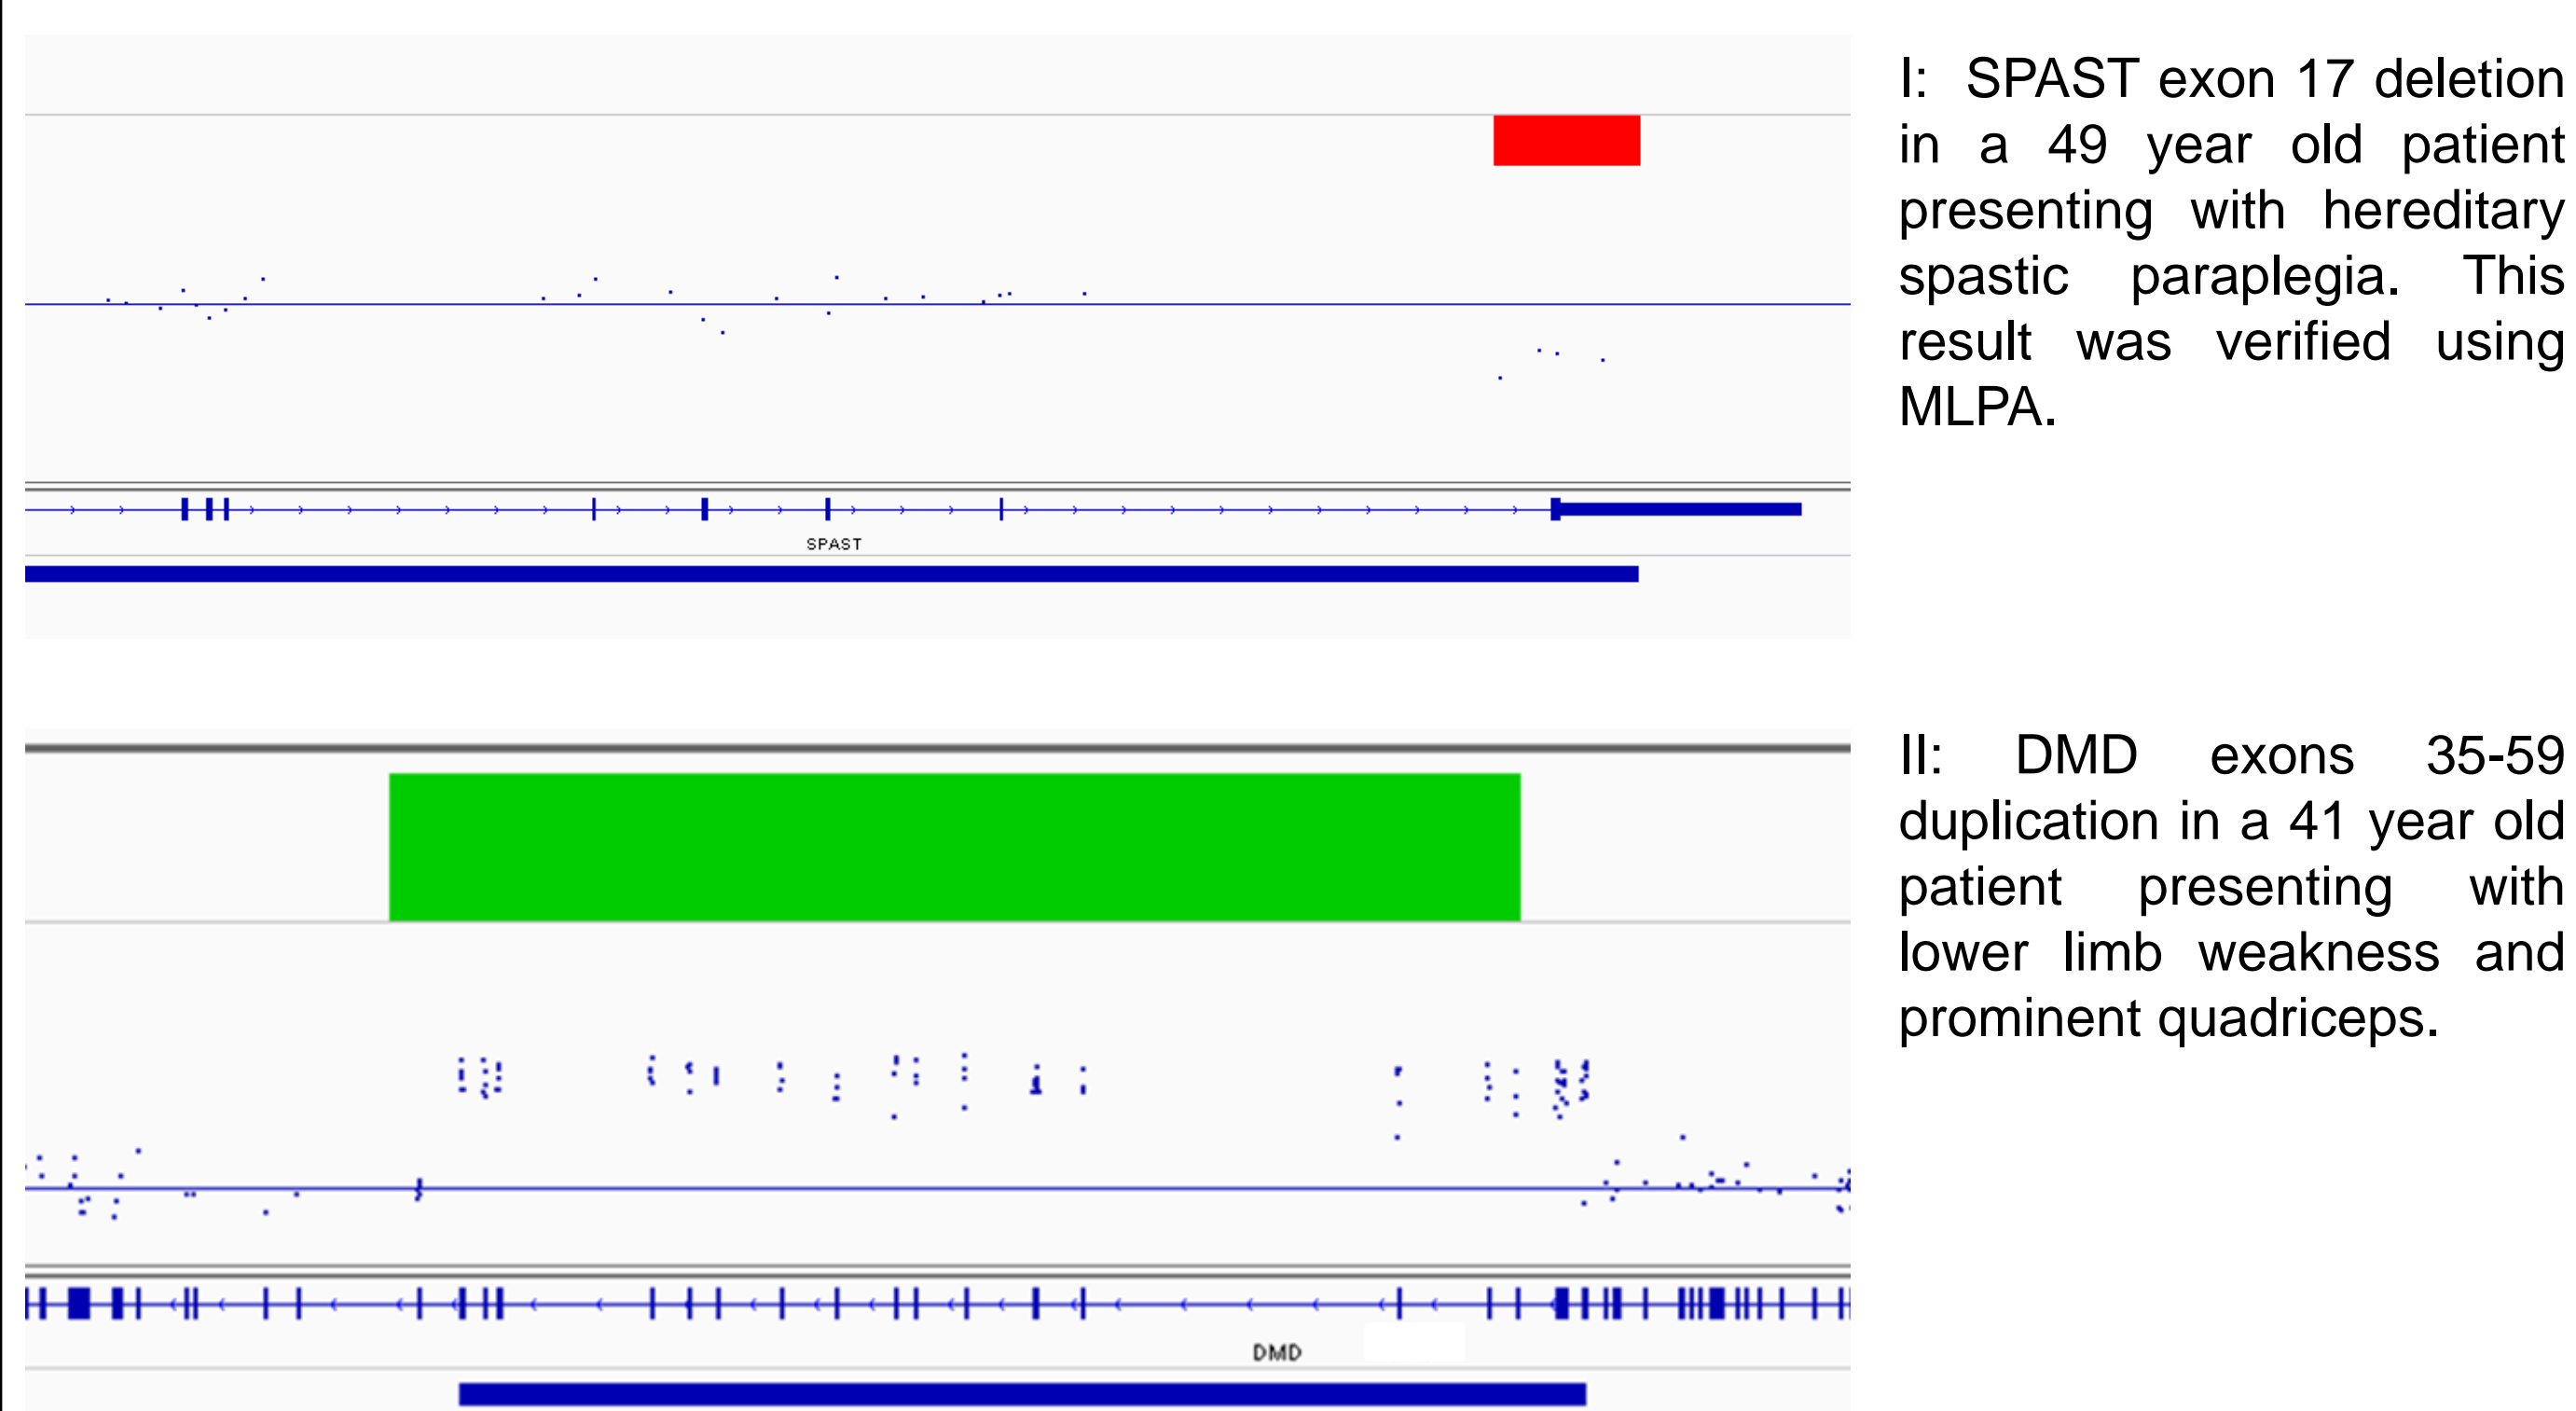 I: SPAST exon 17 deletion
in a 49 year old patient
presenting with hereditary
spastic paraplegia. This
result was verified using
MLPA.
SPAST
II: DMD exons 35-59
duplication in a 41 year old
patient presenting with
lower limb weakness and
prominent quadriceps.
DMD